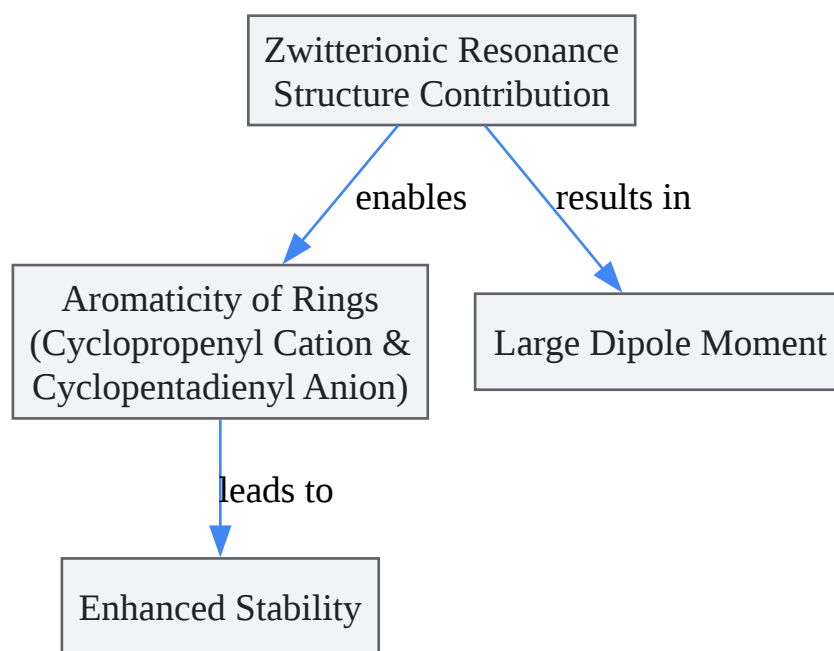 Zwitterionic Resonance
Structure Contribution
enables
results in
Aromaticity of Rings
(Cyclopropenyl Cation &
Cyclopentadienyl Anion)
Large Dipole Moment
leads to
Enhanced Stability